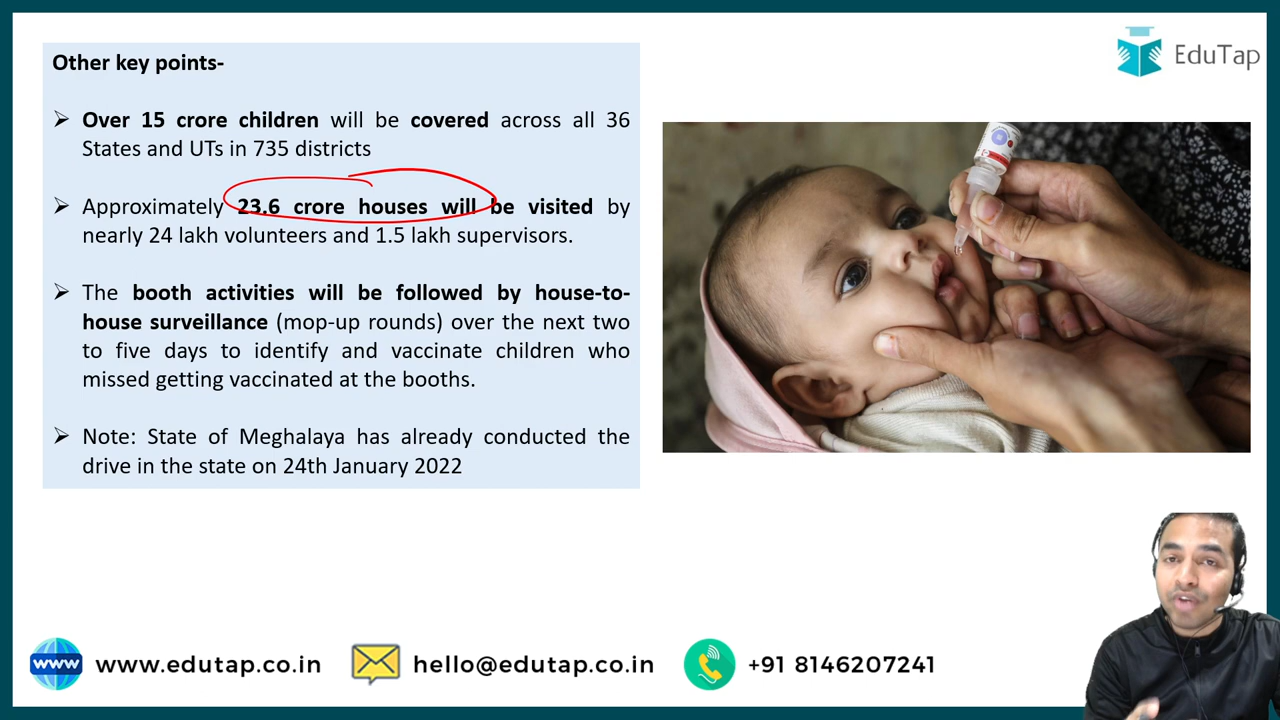 Other key points-
EduTap
➢ Over 15 crore children will be covered across all 36
States and UTs in 735 districts
➢ Approximately 23.6 crore houses will be visited by
nearly 24 lakh volunteers and 1.5 lakh supervisors.
➢ The booth activities will be followed by house-to-
house surveillance (mop-up rounds) over the next two
to five days to identify and vaccinate children who
missed getting vaccinated at the booths.
➢ Note: State of Meghalaya has already conducted the
drive in the state on 24th January 2022
www www.edutap.co.in hello@edutap.co.in +91 8146207241